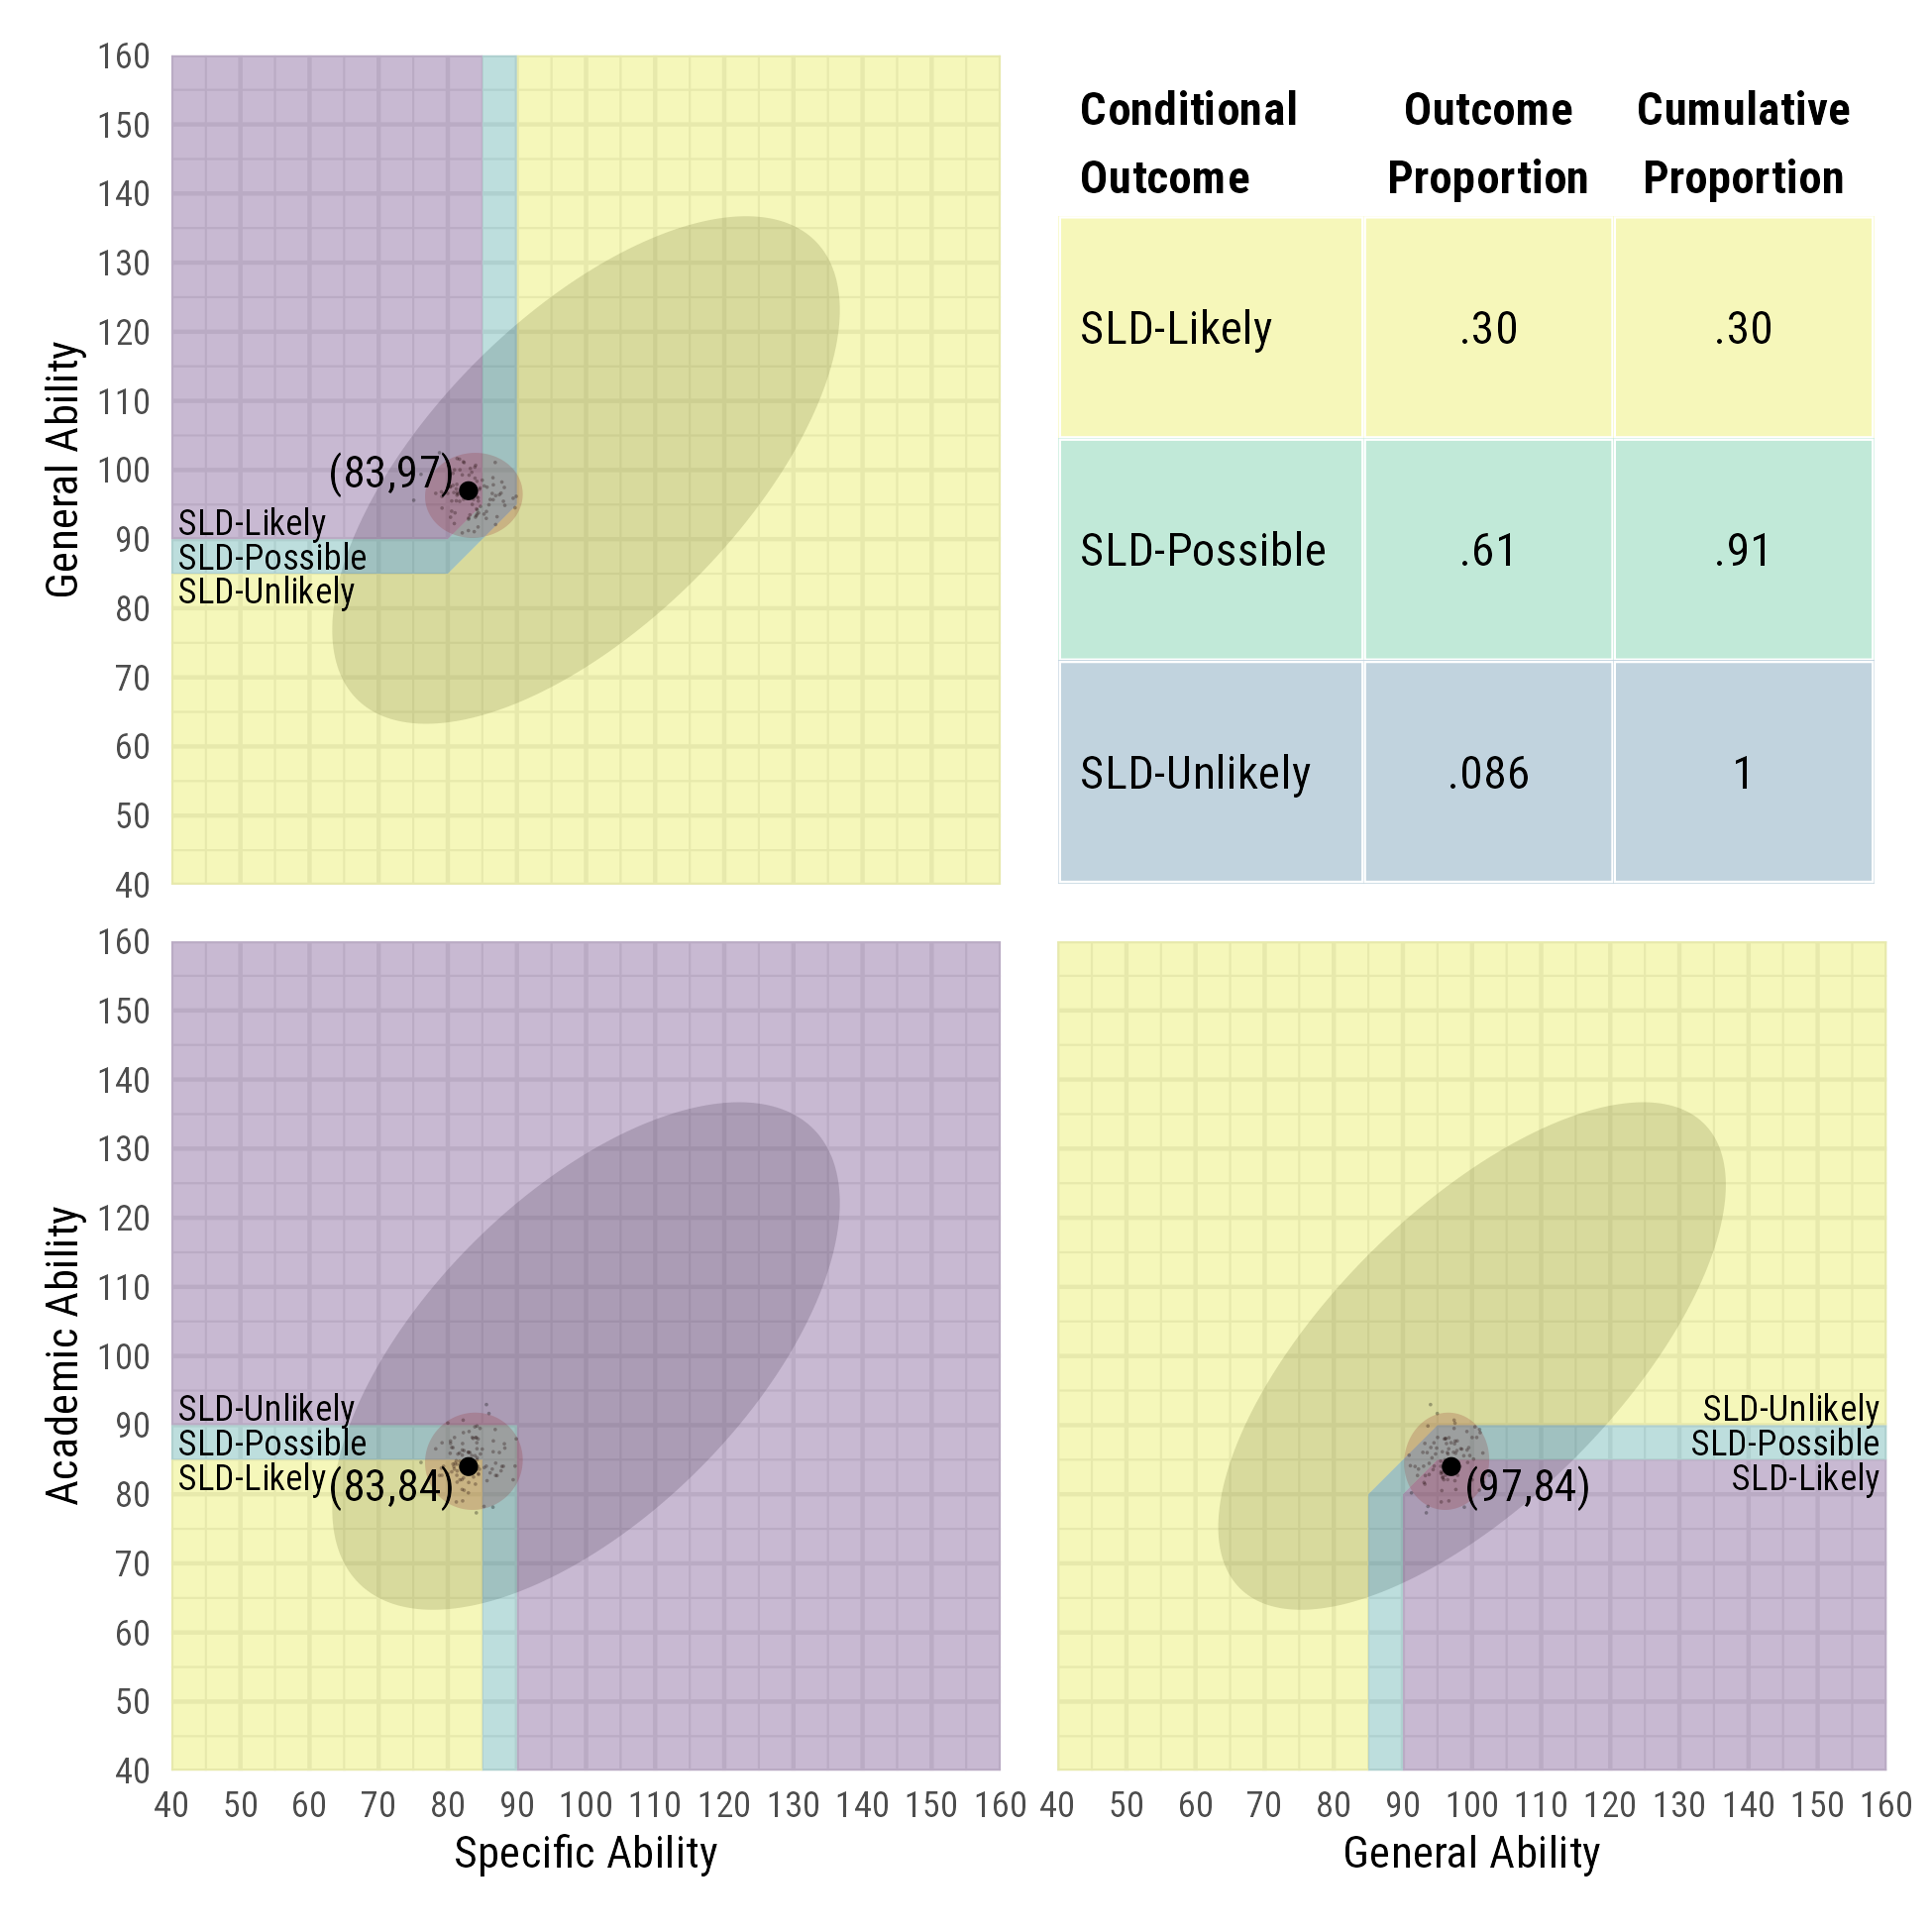 160
150
140
130
120
110
100
90
80
70
60
50
40
General Ability
(83,97)
SLD-Likely
SLD-Possible
SLD-Unlikely
Conditional Outcome
Outcome Proportion
Cumulative Proportion
SLD-Likely .30 .30
SLD-Possible .61 .91
SLD-Unlikely .086 1
160
150
140
130
120
110
100
90
80
70
60
50
40
Academic Ability
SLD-Unlikely
SLD-Possible
SLD-Likely
(83,84)
40 50 60 70 80 90 100 110 120 130 140 150 160
Specific Ability
SLD-Unlikely
SLD-Possible
SLD-Likely
(97,84)
40 50 60 70 80 90 100 110 120 130 140 150 160
General Ability